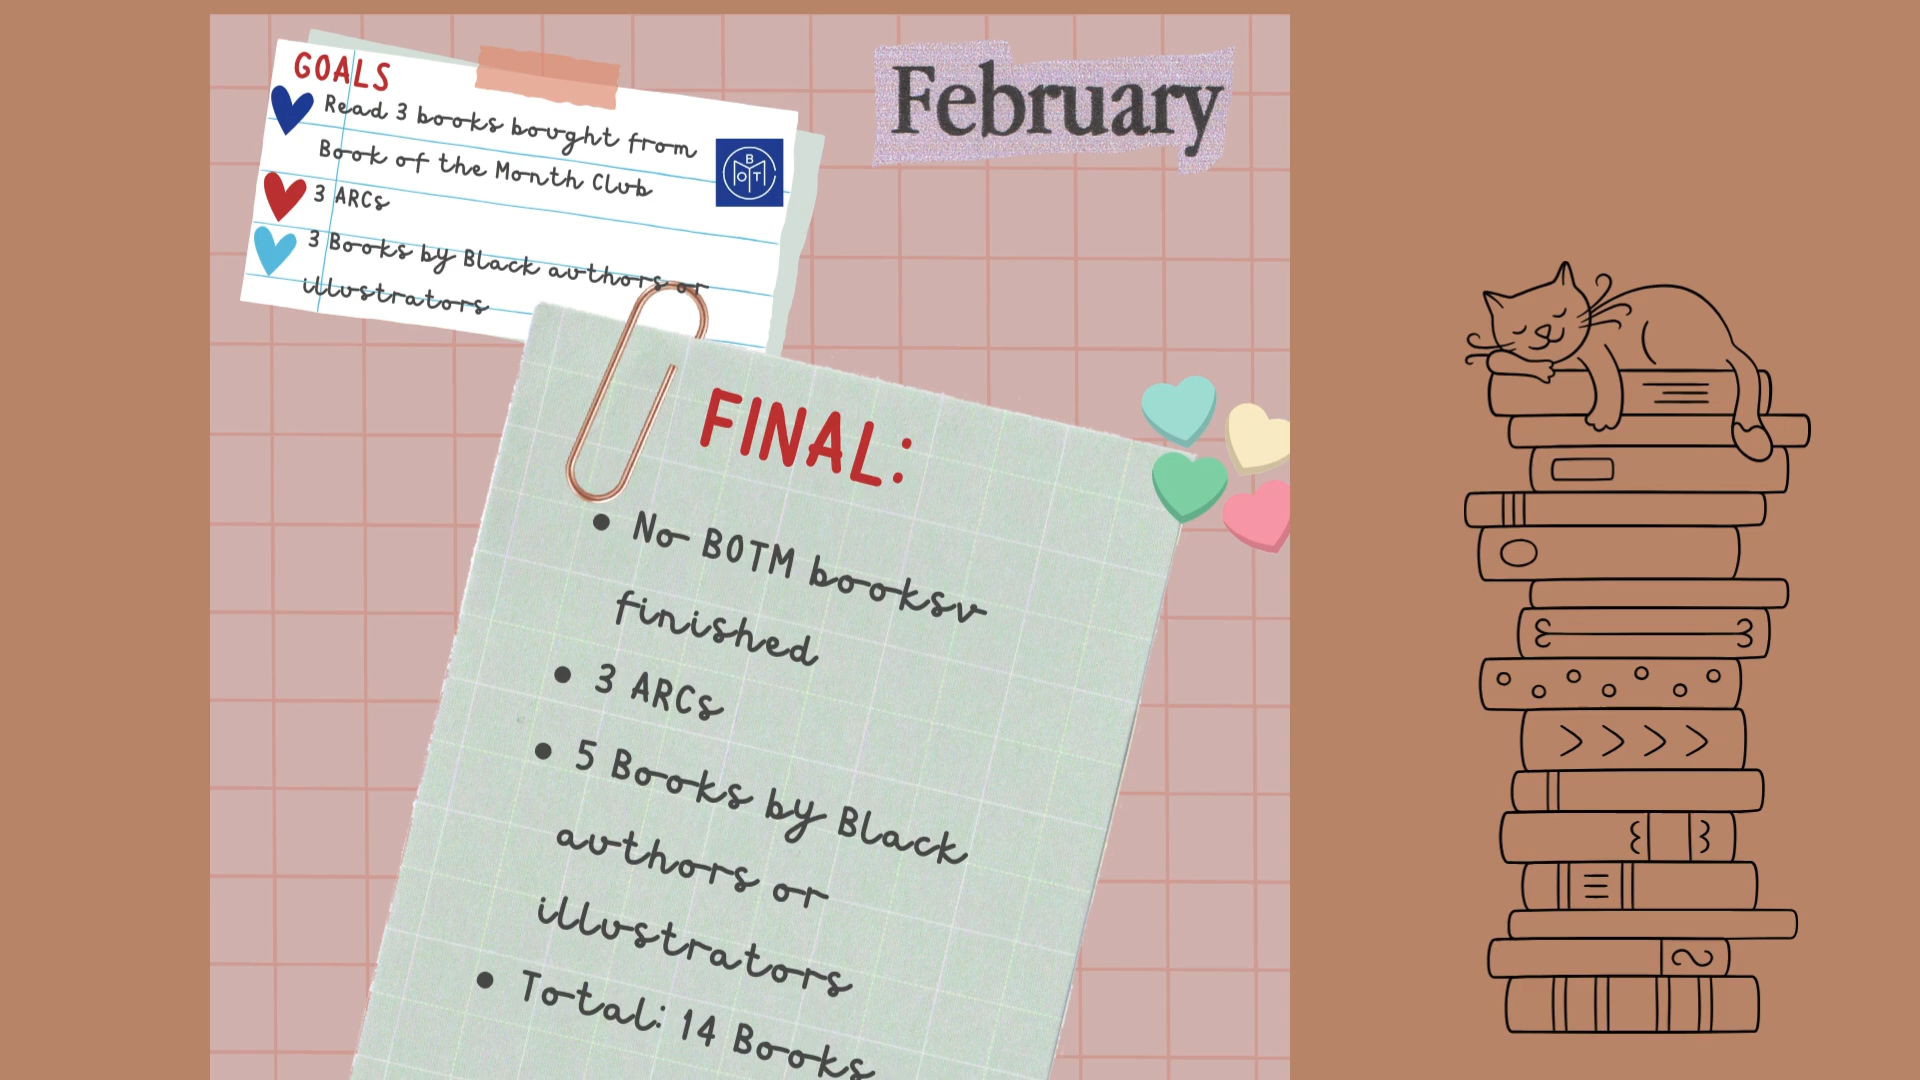 GOALS
Read 3 books bought from
Book of the Month Club
3 ARCs
3 Books by Black authors or
illustrators
B
O T
M
February
FINAL:
No BOTM booksv
finished
3 ARCs
5 Books by Black
authors or
illustrators
Total: 14 Books